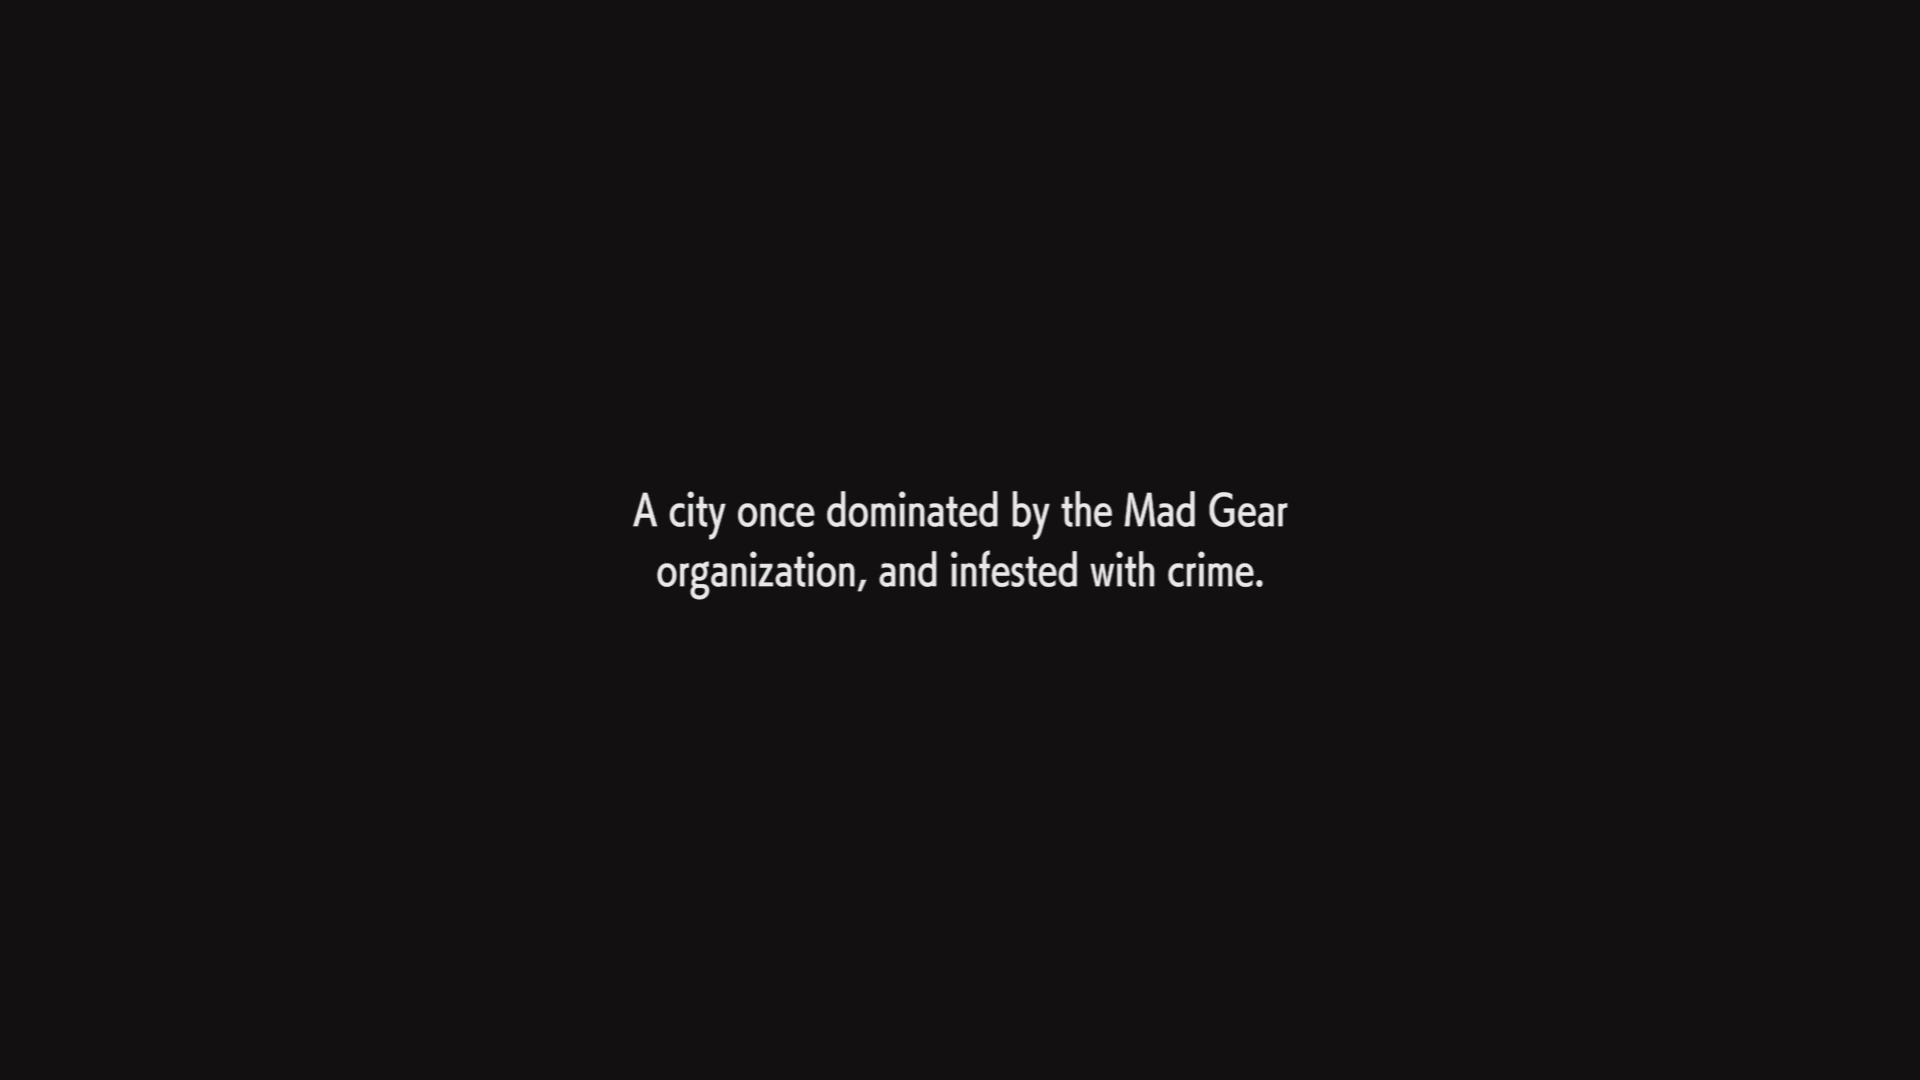 A city once dominated by the Mad Gear
organization, and infested with crime.